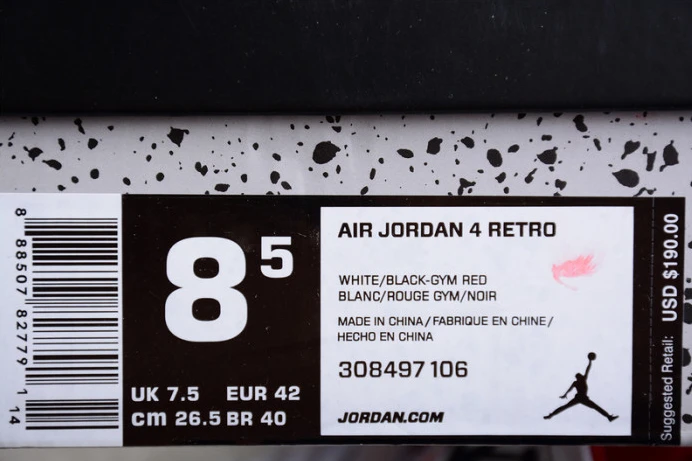 8 88507 82779 1 14
8 5
UK 7.5 EUR 42
cm 26.5 BR 40
AIR JORDAN 4 RETRO
WHITE/BLACK-GYM RED
BLANC/ROUGE GYM/NOIR
MADE IN CHINA/FABRIQUE EN CHINE/
HECHO EN CHINA
308497 106
JORDAN.COM
Suggested Retail: USD $190.00